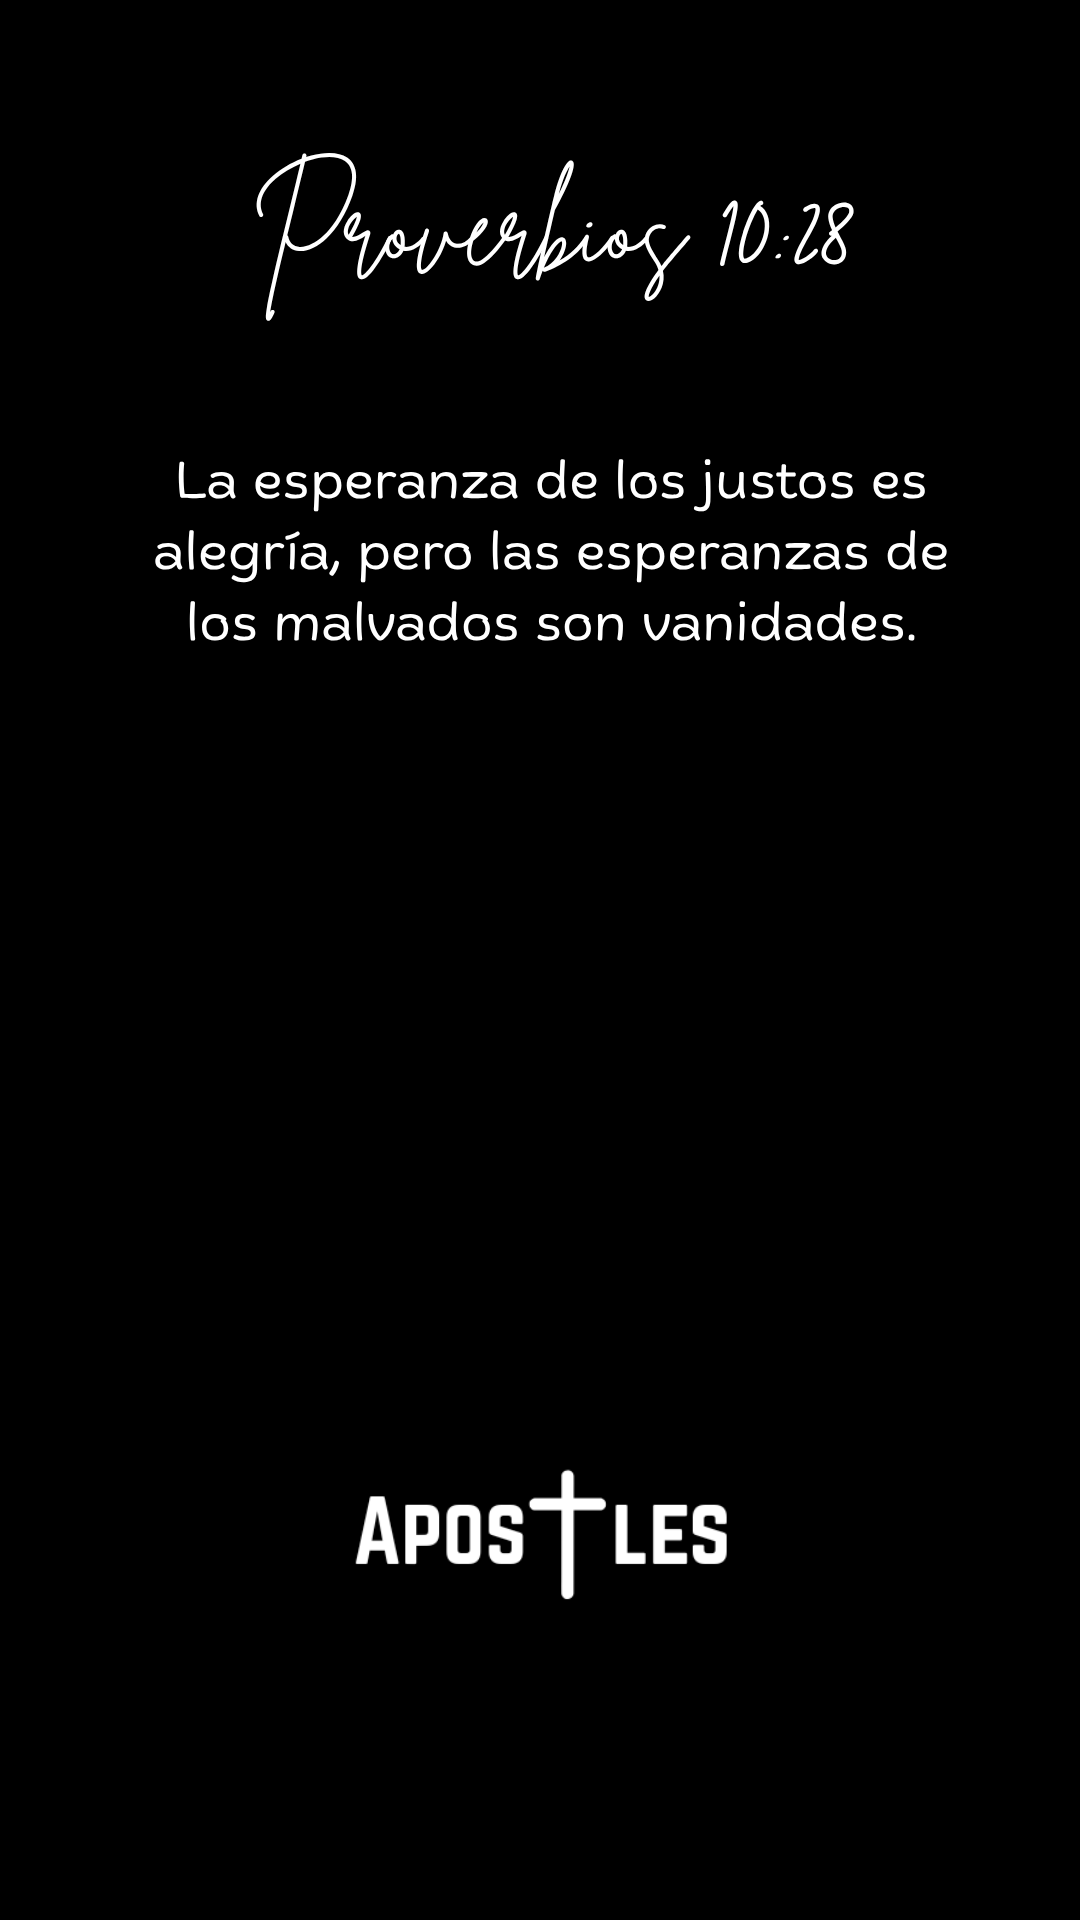 Proverbios 10:28
La esperanza de los justos es
alegría, pero las esperanzas de
los malvados son vanidades.
Apostles